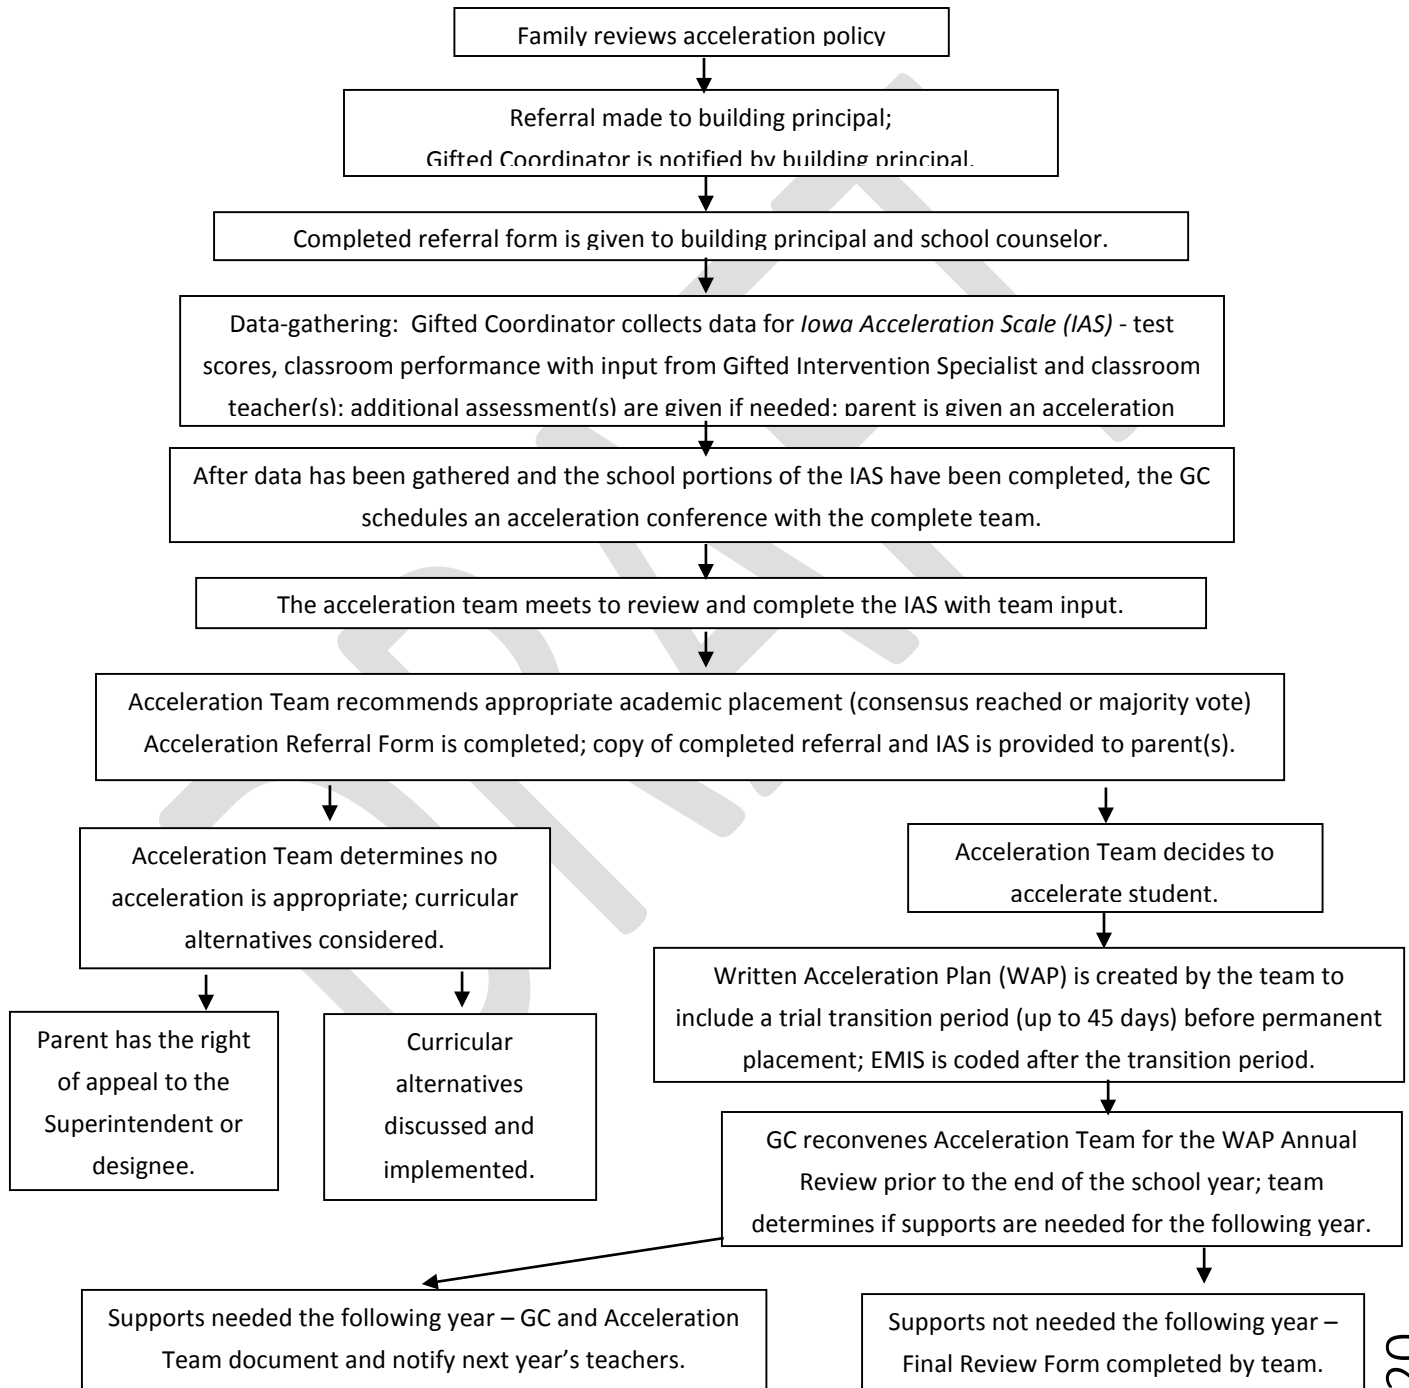 Family reviews acceleration policy
Referral made to building principal;
Gifted Coordinator is notified by building principal.
Completed referral form is given to building principal and school counselor.
Data-gathering: Gifted Coordinator collects data for Iowa Acceleration Scale (IAS) - test
scores, classroom performance with input from Gifted Intervention Specialist and classroom
teacher(s); additional assessment(s) are given if needed; parent is given an acceleration
After data has been gathered and the school portions of the IAS have been completed, the GC
schedules an acceleration conference with the complete team.
The acceleration team meets to review and complete the IAS with team input.
Acceleration Team recommends appropriate academic placement (consensus reached or majority vote)
Acceleration Referral Form is completed; copy of completed referral and IAS is provided to parent(s).
Acceleration Team determines no
acceleration is appropriate; curricular
alternatives considered.
Acceleration Team decides to
accelerate student.
Parent has the right
of appeal to the
Superintendent or
designee.
Curricular
alternatives
discussed and
implemented.
Written Acceleration Plan (WAP) is created by the team to
include a trial transition period (up to 45 days) before permanent
placement; EMIS is coded after the transition period.
GC reconvenes Acceleration Team for the WAP Annual
Review prior to the end of the school year; team
determines if supports are needed for the following year.
Supports needed the following year – GC and Acceleration
Team document and notify next year's teachers.
Supports not needed the following year –
Final Review Form completed by team.
DRAFT